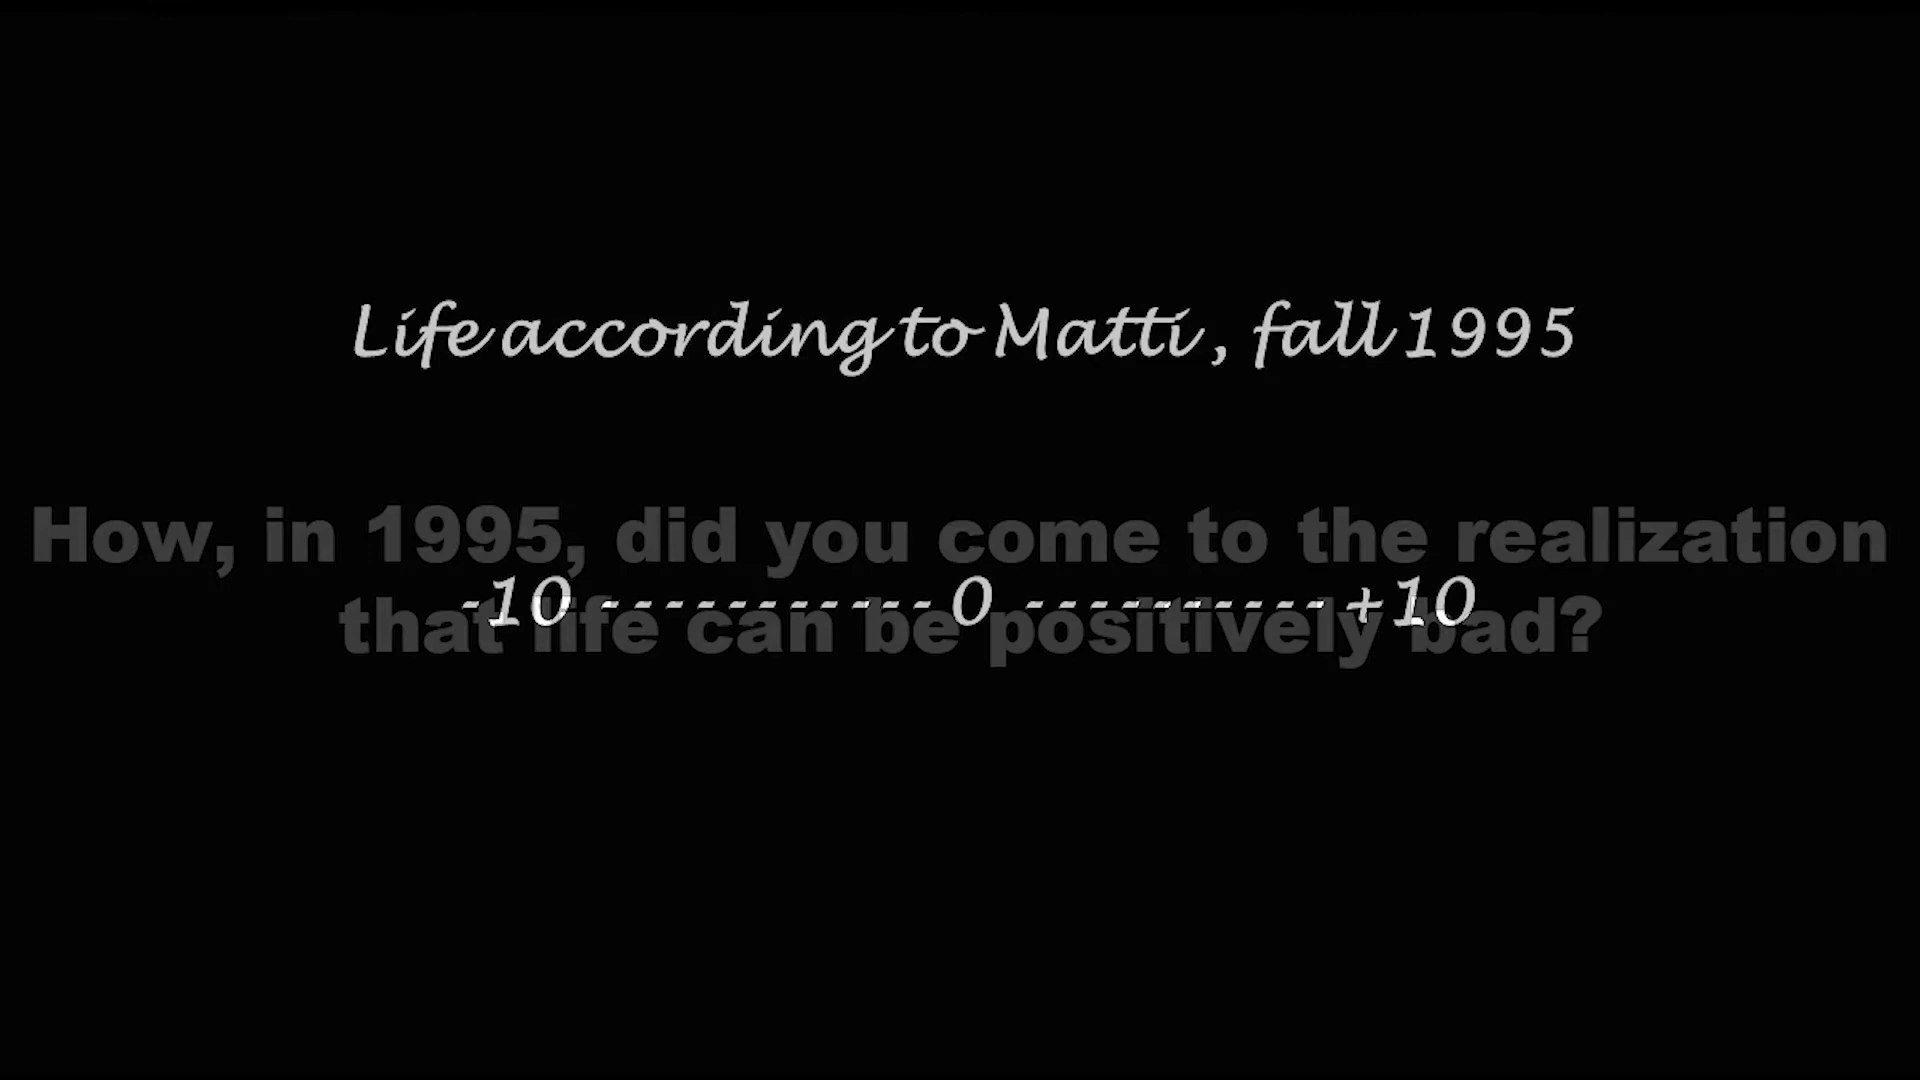 Life according to Matti, fall 1995
How, in 1995, did you come to the realization
-10 - - - - - - - - - - - 0 - - - - - - - - - - +10
that life can be positively bad?